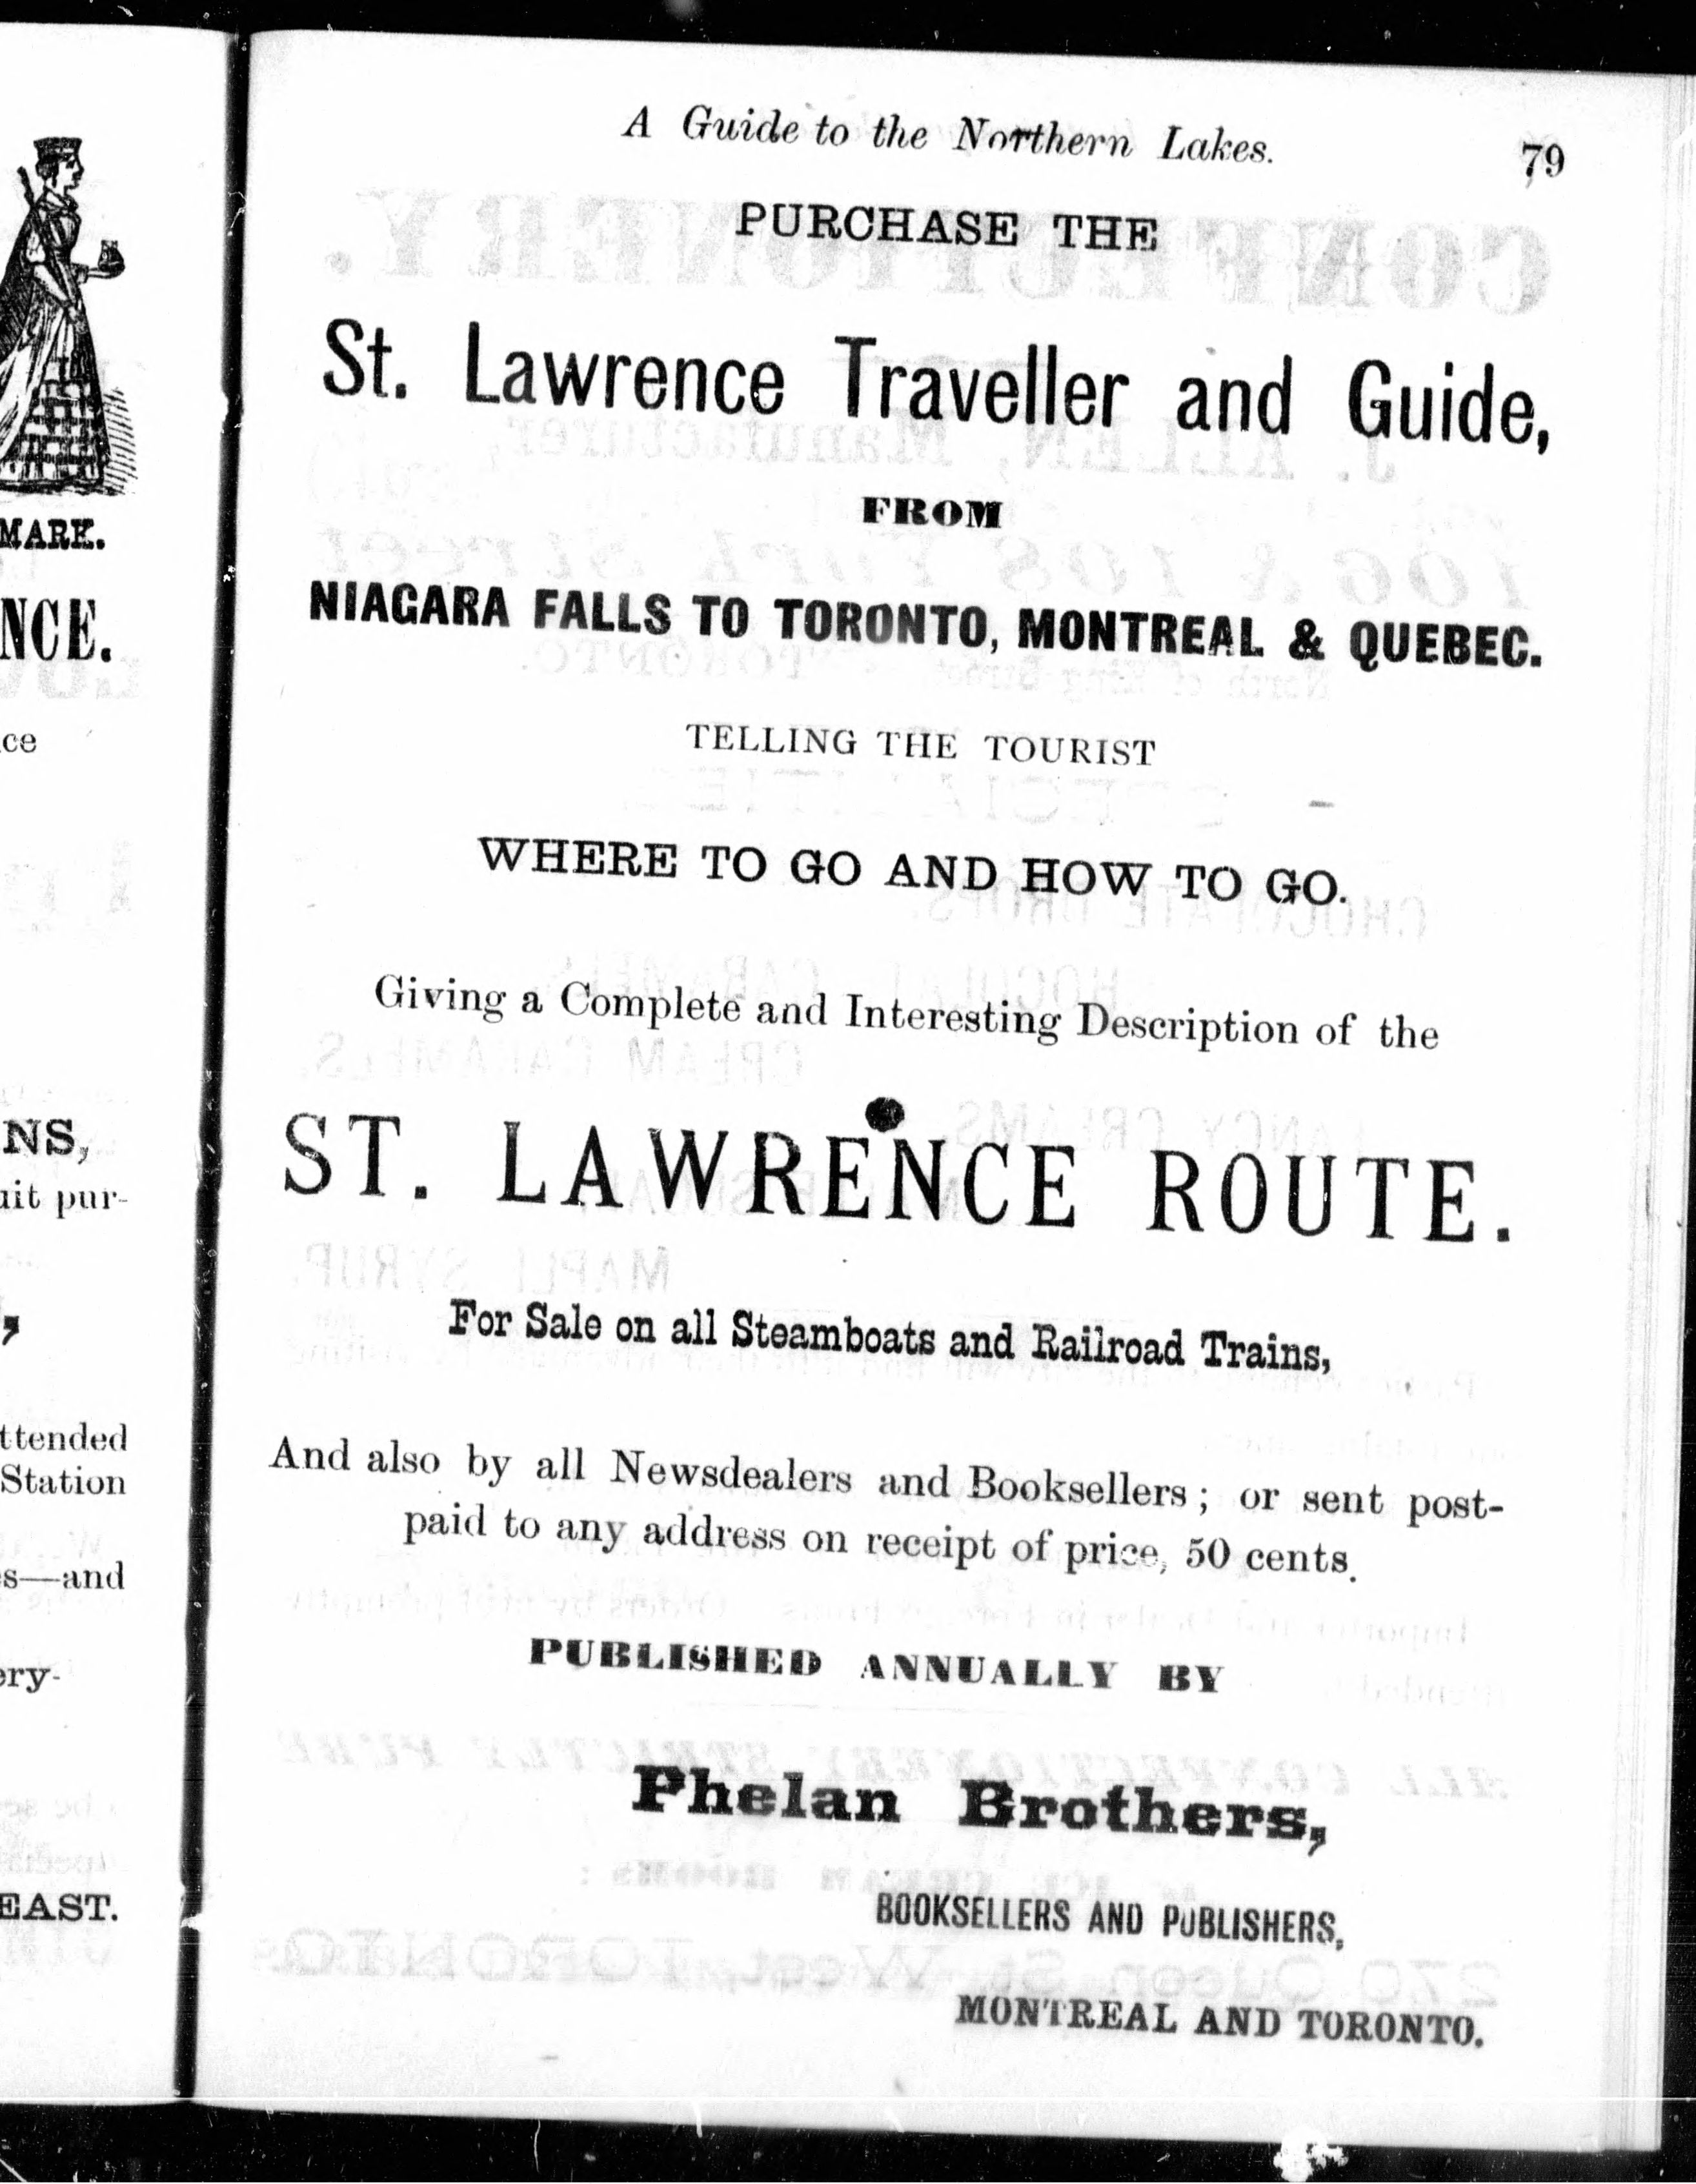 A Guide to the Northern Lakes. 79
PURCHASE THE
St. Lawrence Traveller and Guide,
FROM
NIAGARA FALLS TO TORONTO, MONTREAL & QUEBEC.
TELLING THE TOURIST
WHERE TO GO AND HOW TO GO.
Giving a Complete and Interesting Description of the
ST. LAWRENCE ROUTE.
For Sale on all Steamboats and Railroad Trains,
And also by all Newsdealers and Booksellers; or sent post-
paid to any address on receipt of price, 50 cents.
PUBLISHED ANNUALLY BY
Phelan Brothers,
BOOKSELLERS AND PUBLISHERS,
MONTREAL AND TORONTO.
MARK.
NCE.
ce
NS,
pur-
ttended
Station
s—and
ery-
EAST.